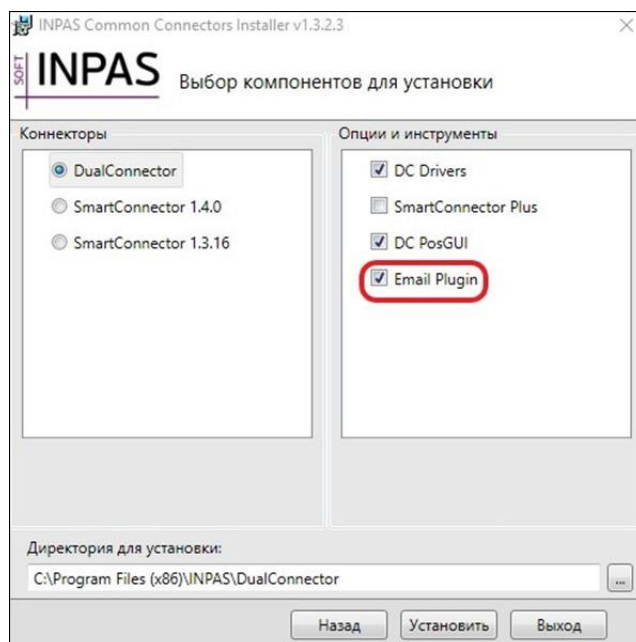 INPAS Common Connectors Installer v1.3.2.3
SOFT INPAS
Выбор компонентов для установки
Коннекторы
DualConnector
SmartConnector 1.4.0
SmartConnector 1.3.16
Опции и инструменты
DC Drivers
SmartConnector Plus
DC PosGUI
Email Plugin
Директория для установки:
C:\Program Files (x86)\INPAS\DualConnector
...
Назад Установить Выход